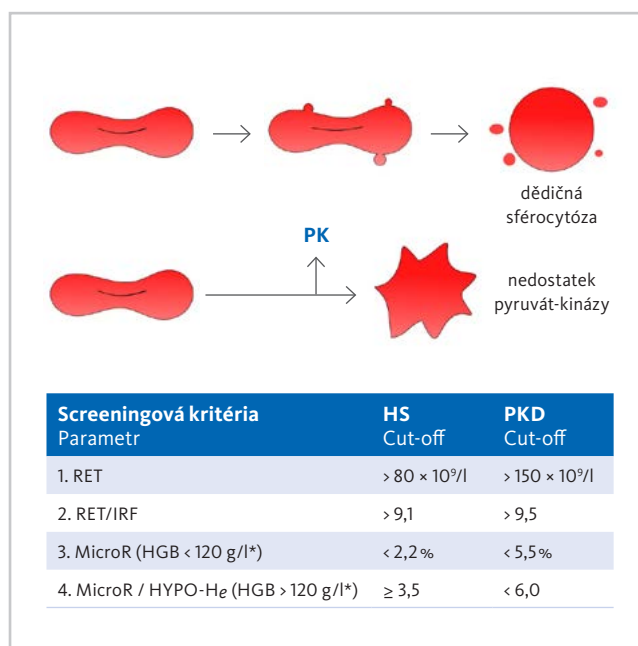 dědičná
sférocytóza
PK
nedostatek
pyruvát-kinázy
Screeningová kritéria HS PKD
Parametr Cut-off Cut-off
1. RET > 80 × 10⁹/l > 150 × 10⁹/l
2. RET/IRF > 9,1 > 9,5
3. MicroR (HGB < 120 g/l*) < 2,2 % < 5,5 %
4. MicroR / HYPO-He (HGB > 120 g/l*) ≥ 3,5 < 6,0